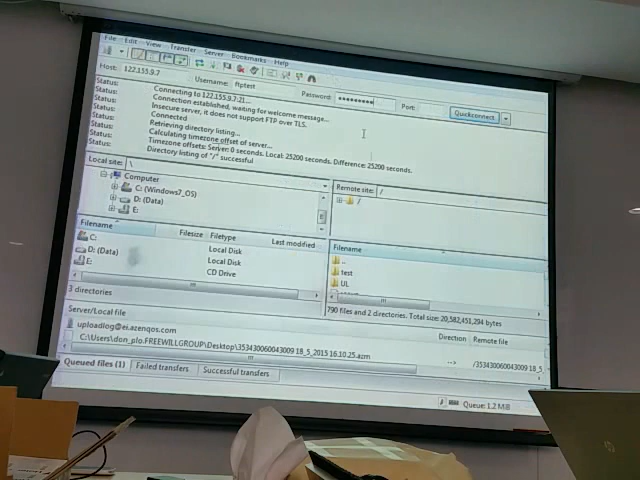 File Edit View Transfer Server Bookmarks Help
Host: 122.155.9.7 Username: ftptest Password: ••••••••• Port: Quickconnect
Status: Connecting to 122.155.9.7:21...
Status: Connection established, waiting for welcome message...
Status: Insecure server, it does not support FTP over TLS.
Status: Connected
Status: Retrieving directory listing...
Status: Calculating timezone offset of server...
Status: Timezone offsets: Server: 0 seconds. Local: 25200 seconds. Difference: 25200 seconds.
Status: Directory listing of "/" successful
Local site: \
Computer
C: (Windows7_OS)
D: (Data)
E:
Remote site: /
/
Filename Filesize Filetype Last modified
C: Local Disk
D: (Data) Local Disk
E: CD Drive
3 directories
Filename
..
test
UL
790 files and 2 directories. Total size: 20,582,451,294 bytes
Server/Local file Direction Remote file
uploadlog@ei.azenqos.com
C:\Users\don_plo.FREEWILLGROUP\Desktop\353430060043009 18_5_2015 16.10.25.azm --> /353430060043009 18_5
Queued files (1) Failed transfers Successful transfers
Queue: 1.2 MiB
hp